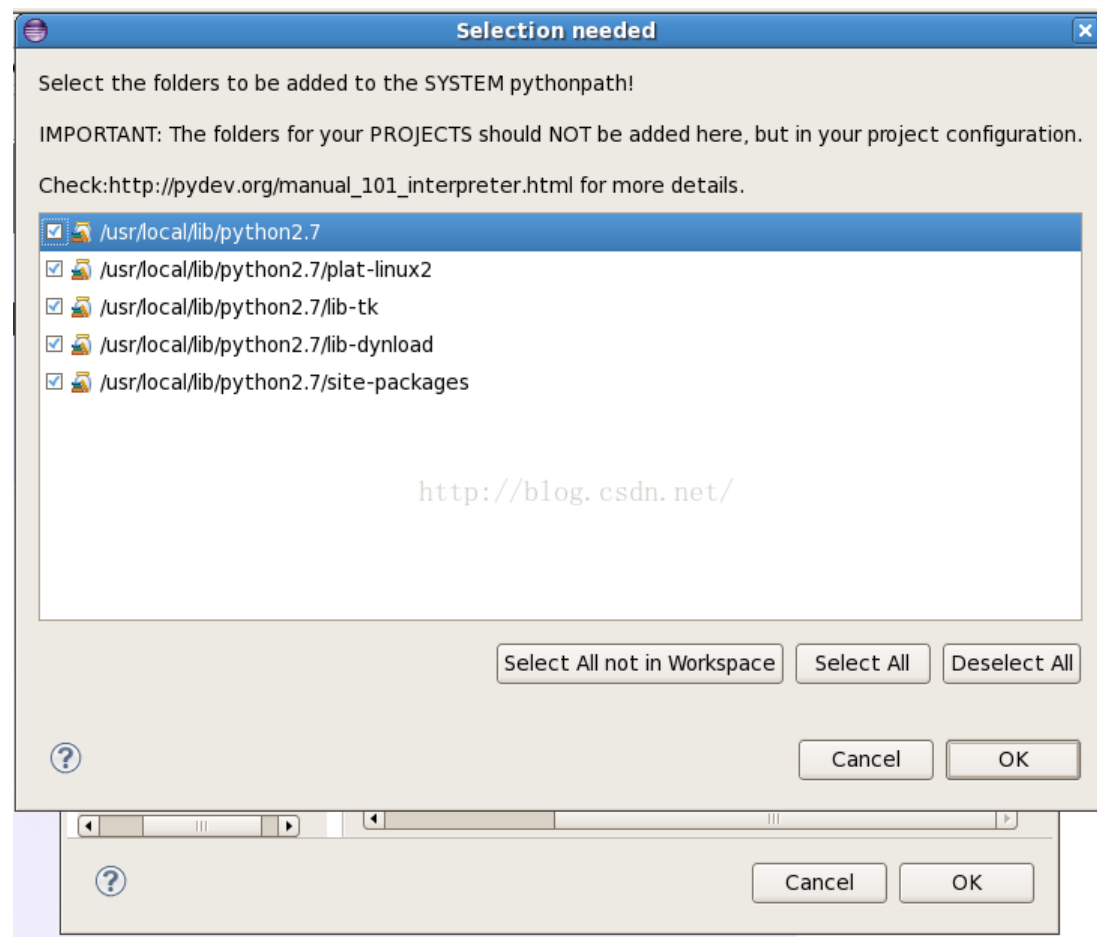 Selection needed
Select the folders to be added to the SYSTEM pythonpath!
IMPORTANT: The folders for your PROJECTS should NOT be added here, but in your project configuration.
Check:http://pydev.org/manual_101_interpreter.html for more details.
/usr/local/lib/python2.7
/usr/local/lib/python2.7/plat-linux2
/usr/local/lib/python2.7/lib-tk
/usr/local/lib/python2.7/lib-dynload
/usr/local/lib/python2.7/site-packages
http://blog.csdn.net/
Select All not in Workspace Select All Deselect All
? Cancel OK
? Cancel OK